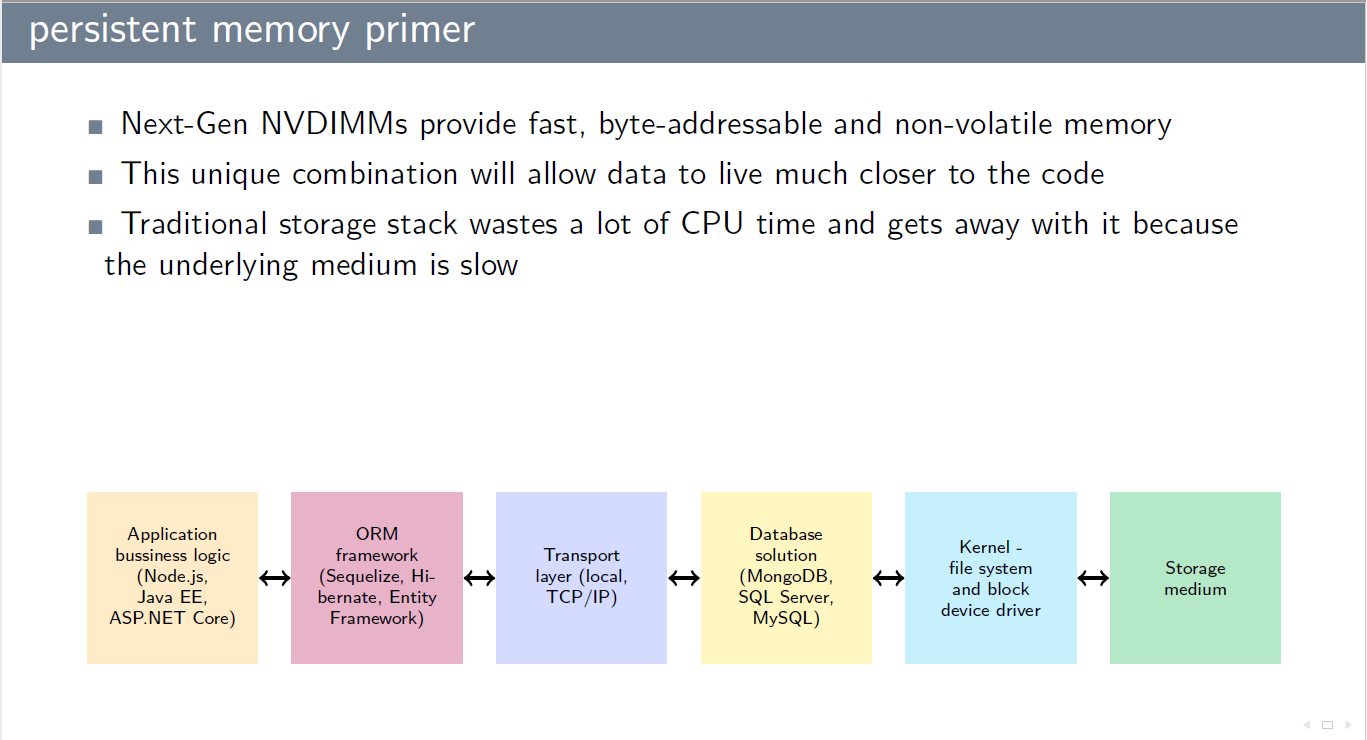 persistent memory primer
Next-Gen NVDIMMs provide fast, byte-addressable and non-volatile memory
This unique combination will allow data to live much closer to the code
Traditional storage stack wastes a lot of CPU time and gets away with it because
the underlying medium is slow
Application
bussiness logic
(Node.js,
Java EE,
ASP.NET Core)
ORM
framework
(Sequelize, Hi-
bernate, Entity
Framework)
Transport
layer (local,
TCP/IP)
Database
solution
(MongoDB,
SQL Server,
MySQL)
Kernel -
file system
and block
device driver
Storage
medium